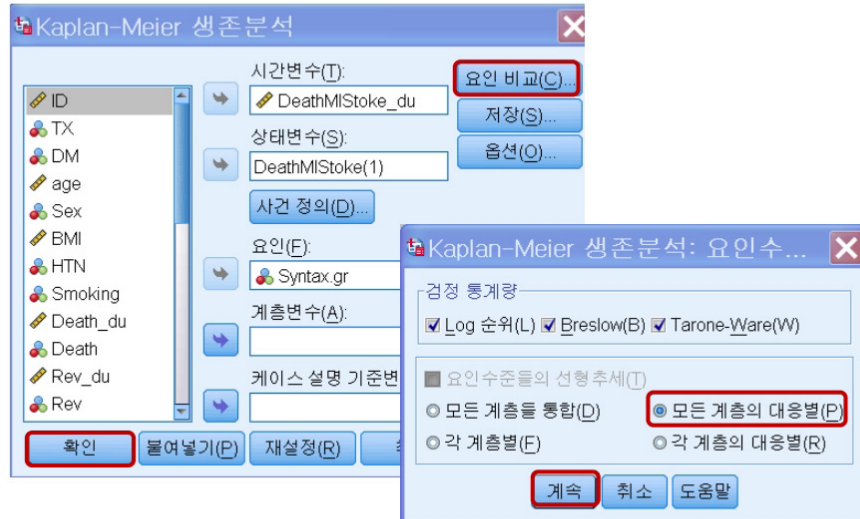 Kaplan-Meier 생존분석
ID
TX
DM
age
Sex
BMI
HTN
Smoking
Death_du
Death
Rev_du
Rev
시간변수(T):
DeathMIStoke_du
상태변수(S):
DeathMIStoke(1)
사건 정의(D)...
요인(F):
Syntax.gr
계층변수(A):
케이스 설명 기준변
요인 비교(C)...
저장(S)...
옵션(O)...
확인
붙여넣기(P)
재설정(R)
Kaplan-Meier 생존분석: 요인수...
검정 통계량
Log 순위(L) Breslow(B) Tarone-Ware(W)
요인수준들의 선형추세(T)
모든 계층들 통합(D) 모든 계층의 대응별(P)
각 계층별(F) 각 계층의 대응별(R)
계속 취소 도움말